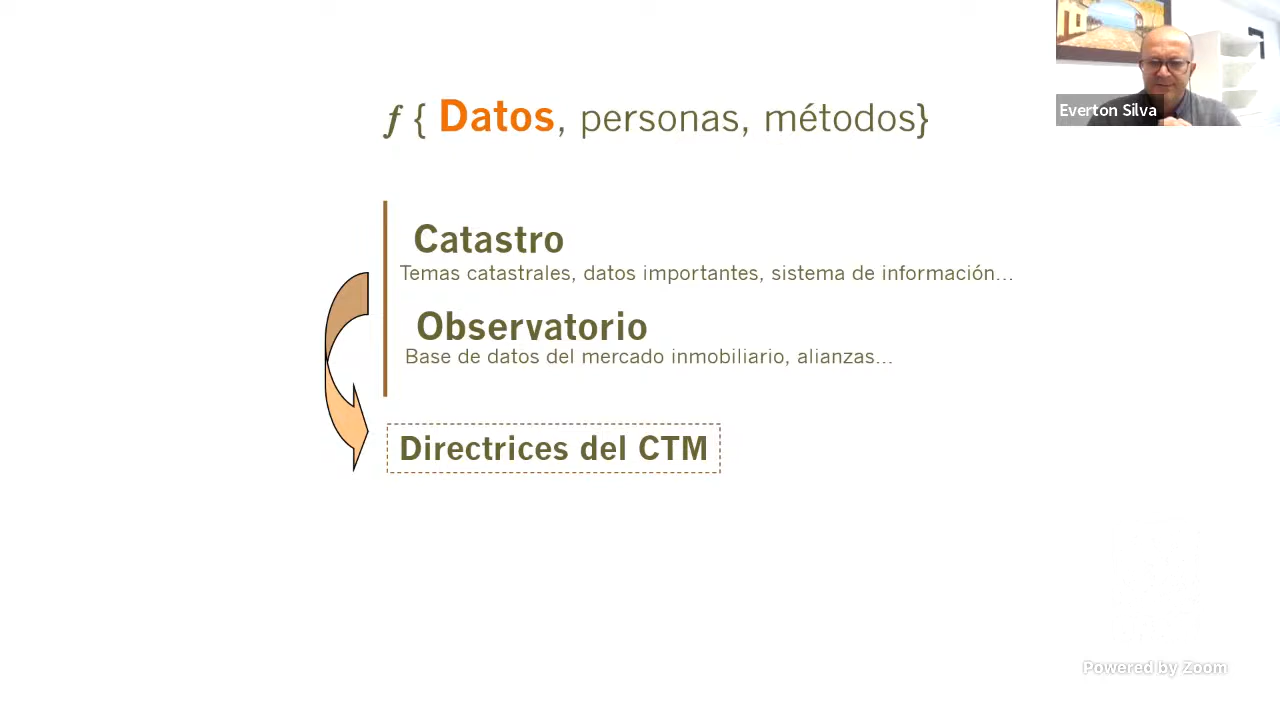 ƒ { Datos, personas, métodos}
Everton Silva
Catastro
Temas catastrales, datos importantes, sistema de información...
Observatorio
Base de datos del mercado inmobiliario, alianzas...
Directrices del CTM
Powered by Zoom